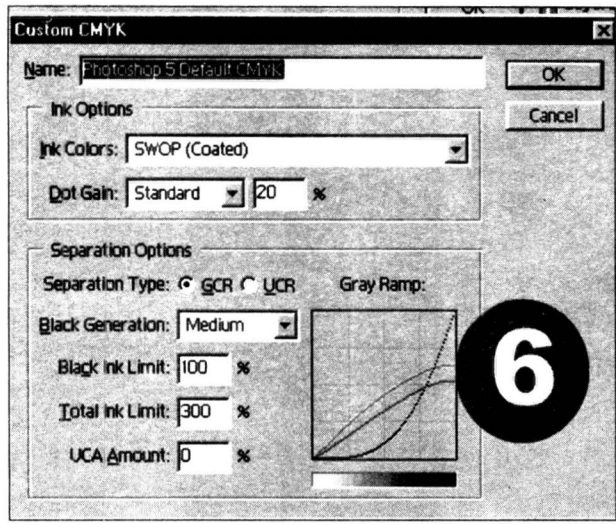 OK
Custom CMYK
Name: Photoshop 5 Default CMYK
OK
Ink Options
Cancel
Ink Colors: SWOP (Coated)
Dot Gain: Standard 20 %
Separation Options
Separation Type: GCR UCR Gray Ramp:
Black Generation: Medium
Black Ink Limit: 100 %
6
Total Ink Limit: 300 %
UCA Amount: 0 %